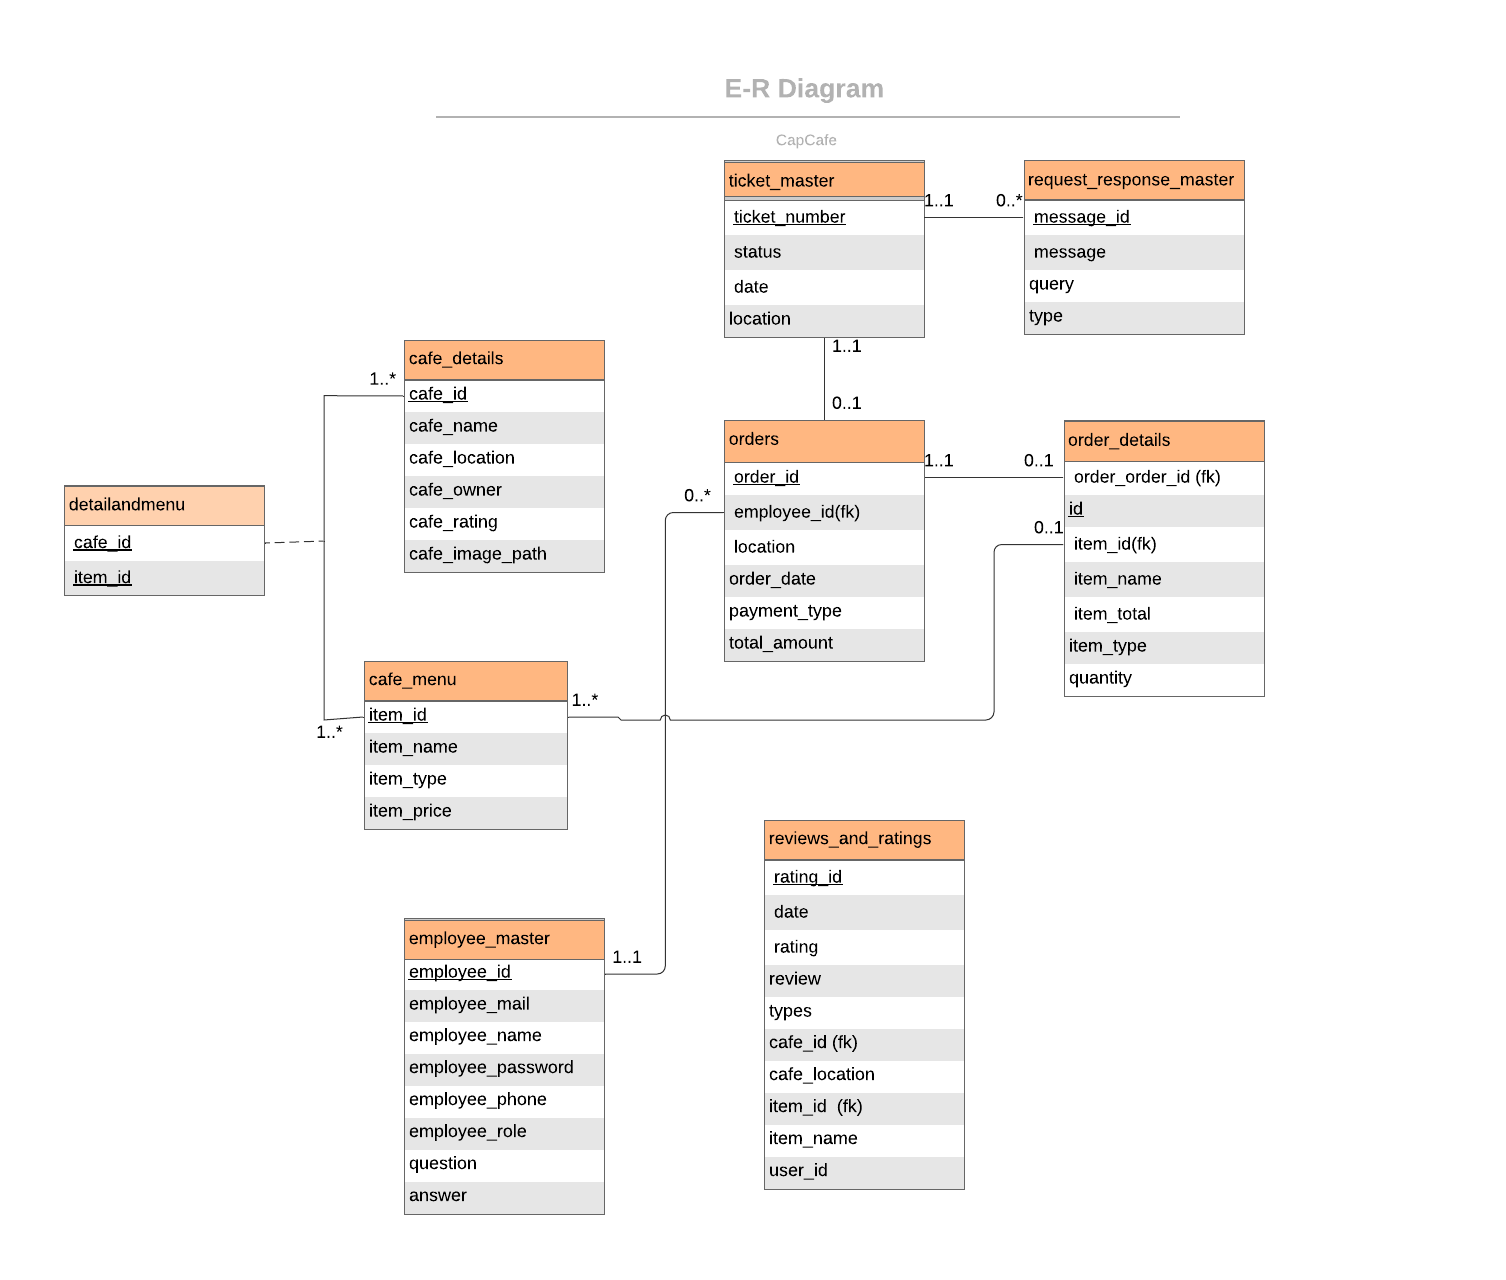 E-R Diagram
CapCafe
ticket_master
ticket_number
status
date
location
1..1
0..*
request_response_master
message_id
message
query
type
1..1
0..1
cafe_details
cafe_id
cafe_name
cafe_location
cafe_owner
cafe_rating
cafe_image_path
1..*
detailandmenu
cafe_id
item_id
orders
order_id
employee_id(fk)
location
order_date
payment_type
total_amount
0..*
1..1
0..1
order_details
order_order_id (fk)
id
item_id(fk)
item_name
item_total
item_type
quantity
0..1
cafe_menu
item_id
item_name
item_type
item_price
1..*
1..*
reviews_and_ratings
rating_id
date
rating
review
types
cafe_id (fk)
cafe_location
item_id  (fk)
item_name
user_id
employee_master
employee_id
employee_mail
employee_name
employee_password
employee_phone
employee_role
question
answer
1..1